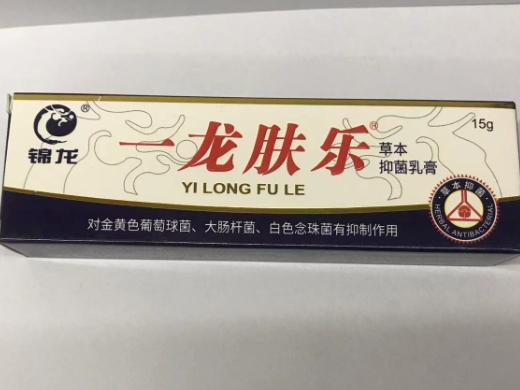 锦龙
®
一龙肤乐®
YI LONG FU LE
草本
抑菌乳膏
15g
对金黄色葡萄球菌、大肠杆菌、白色念珠菌有抑制作用
草本抑菌
HERBAL ANTIBACTERIAL